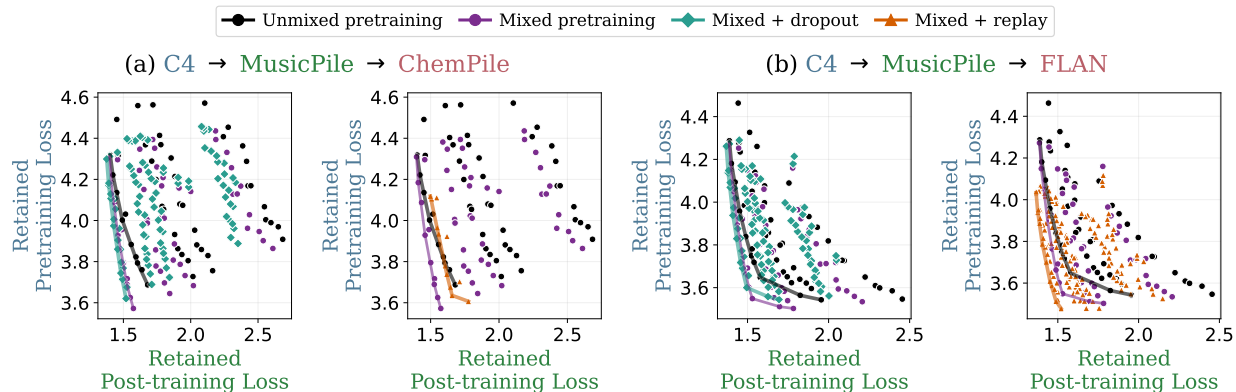 Unmixed pretraining Mixed pretraining Mixed + dropout Mixed + replay
(a) C4 → MusicPile → ChemPile
(b) C4 → MusicPile → FLAN
Retained
Pretraining Loss
4.6
4.4
4.2
4.0
3.8
3.6
1.5 2.0 2.5
Retained
Post-training Loss
Retained
Pretraining Loss
4.6
4.4
4.2
4.0
3.8
3.6
1.5 2.0 2.5
Retained
Post-training Loss
Retained
Pretraining Loss
4.4
4.2
4.0
3.8
3.6
1.5 2.0 2.5
Retained
Post-training Loss
Retained
Pretraining Loss
4.4
4.2
4.0
3.8
3.6
1.5 2.0 2.5
Retained
Post-training Loss